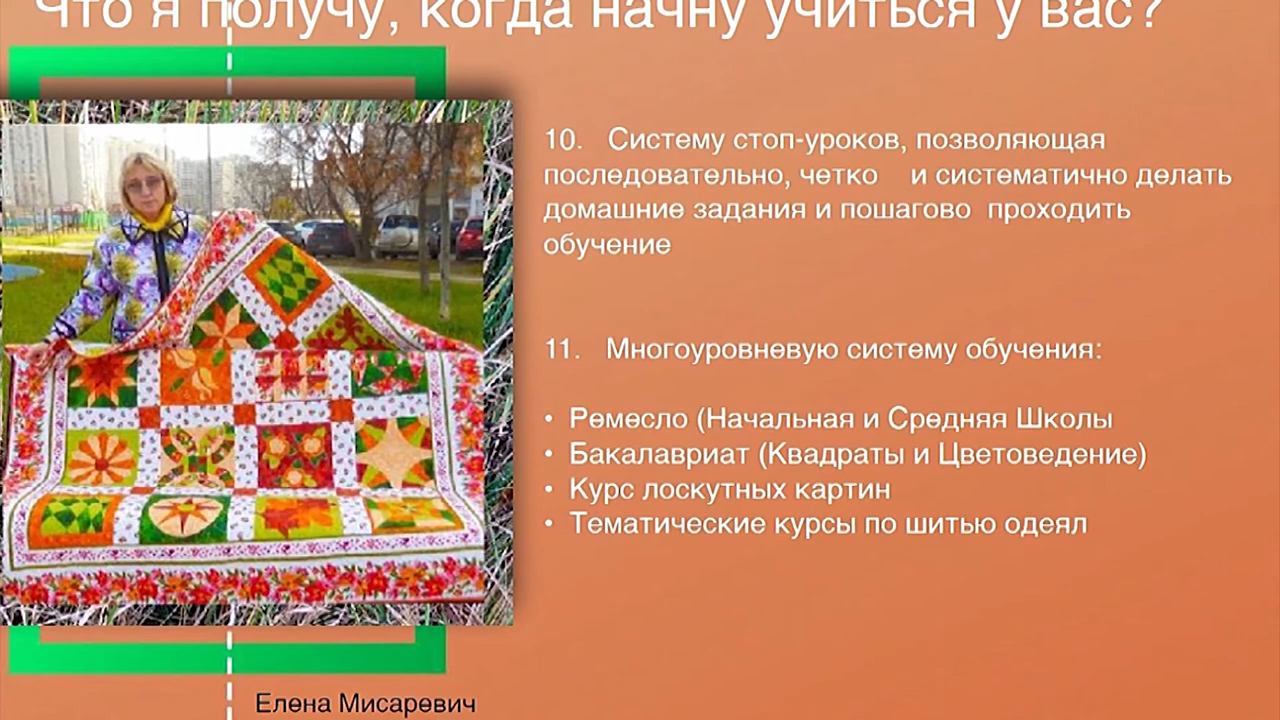 Что я получу, когда начну учиться у вас?
10. Систему стоп-уроков, позволяющая
последовательно, четко и систематично делать
домашние задания и пошагово проходить
обучение
11. Многоуровневую систему обучения:
• Ремесло (Начальная и Средняя Школы
• Бакалавриат (Квадраты и Цветоведение)
• Курс лоскутных картин
• Тематические курсы по шитью одеял
Елена Мисаревич